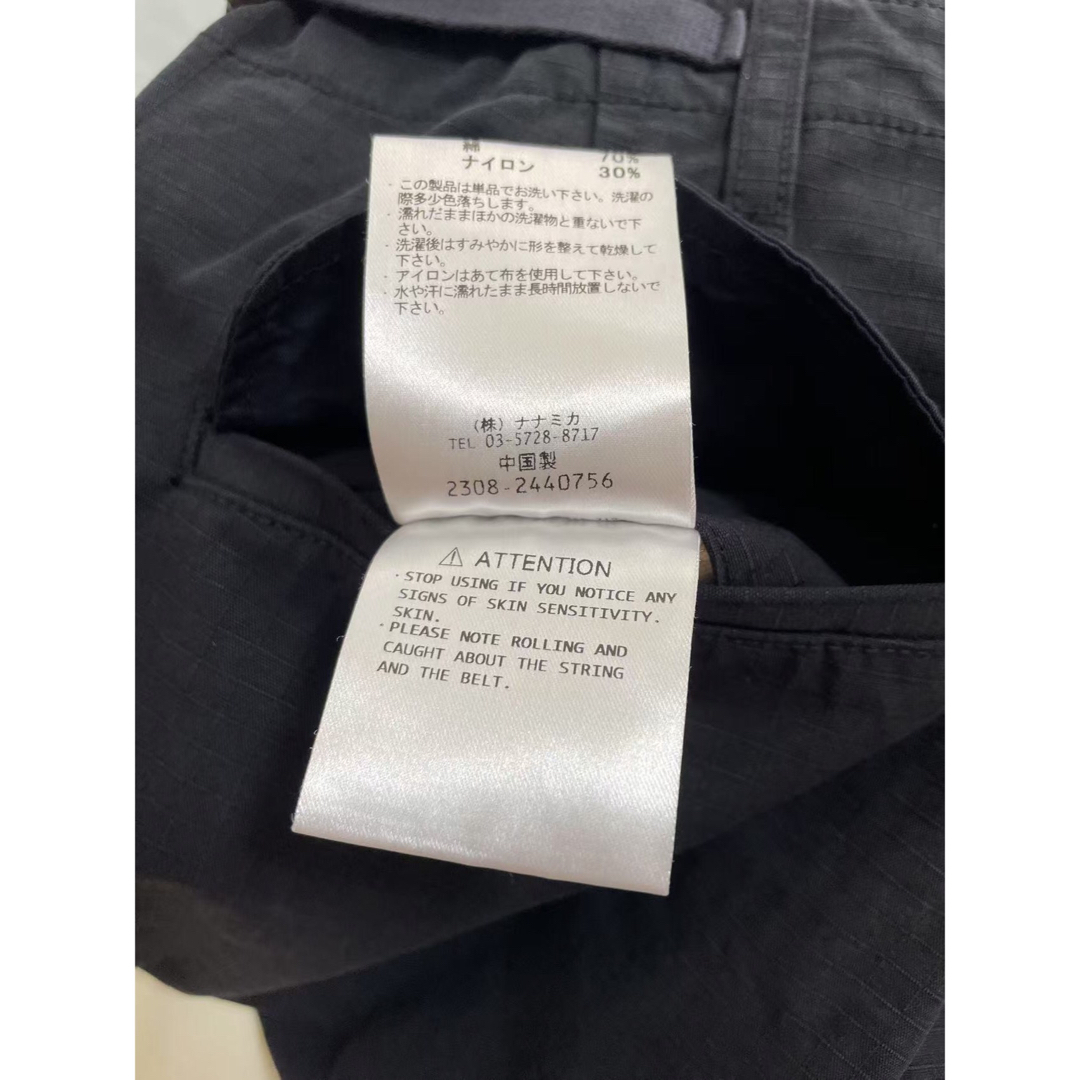 綿 70%
ナイロン 30%
・この製品は単品でお洗い下さい。洗濯の
際多少色落ちします。
・濡れたままほかの洗濯物と重ないで下
さい。
・洗濯後はすみやかに形を整えて乾燥して
下さい。
・アイロンはあて布を使用して下さい。
・水や汗に濡れたまま長時間放置しないで
下さい。
(株) ナナミカ
TEL 03-5728-8717
中国製
2308-2440756
⚠ ATTENTION
・STOP USING IF YOU NOTICE ANY
SIGNS OF SKIN SENSITIVITY.
SKIN.
・PLEASE NOTE ROLLING AND
CAUGHT ABOUT THE STRING
AND THE BELT.